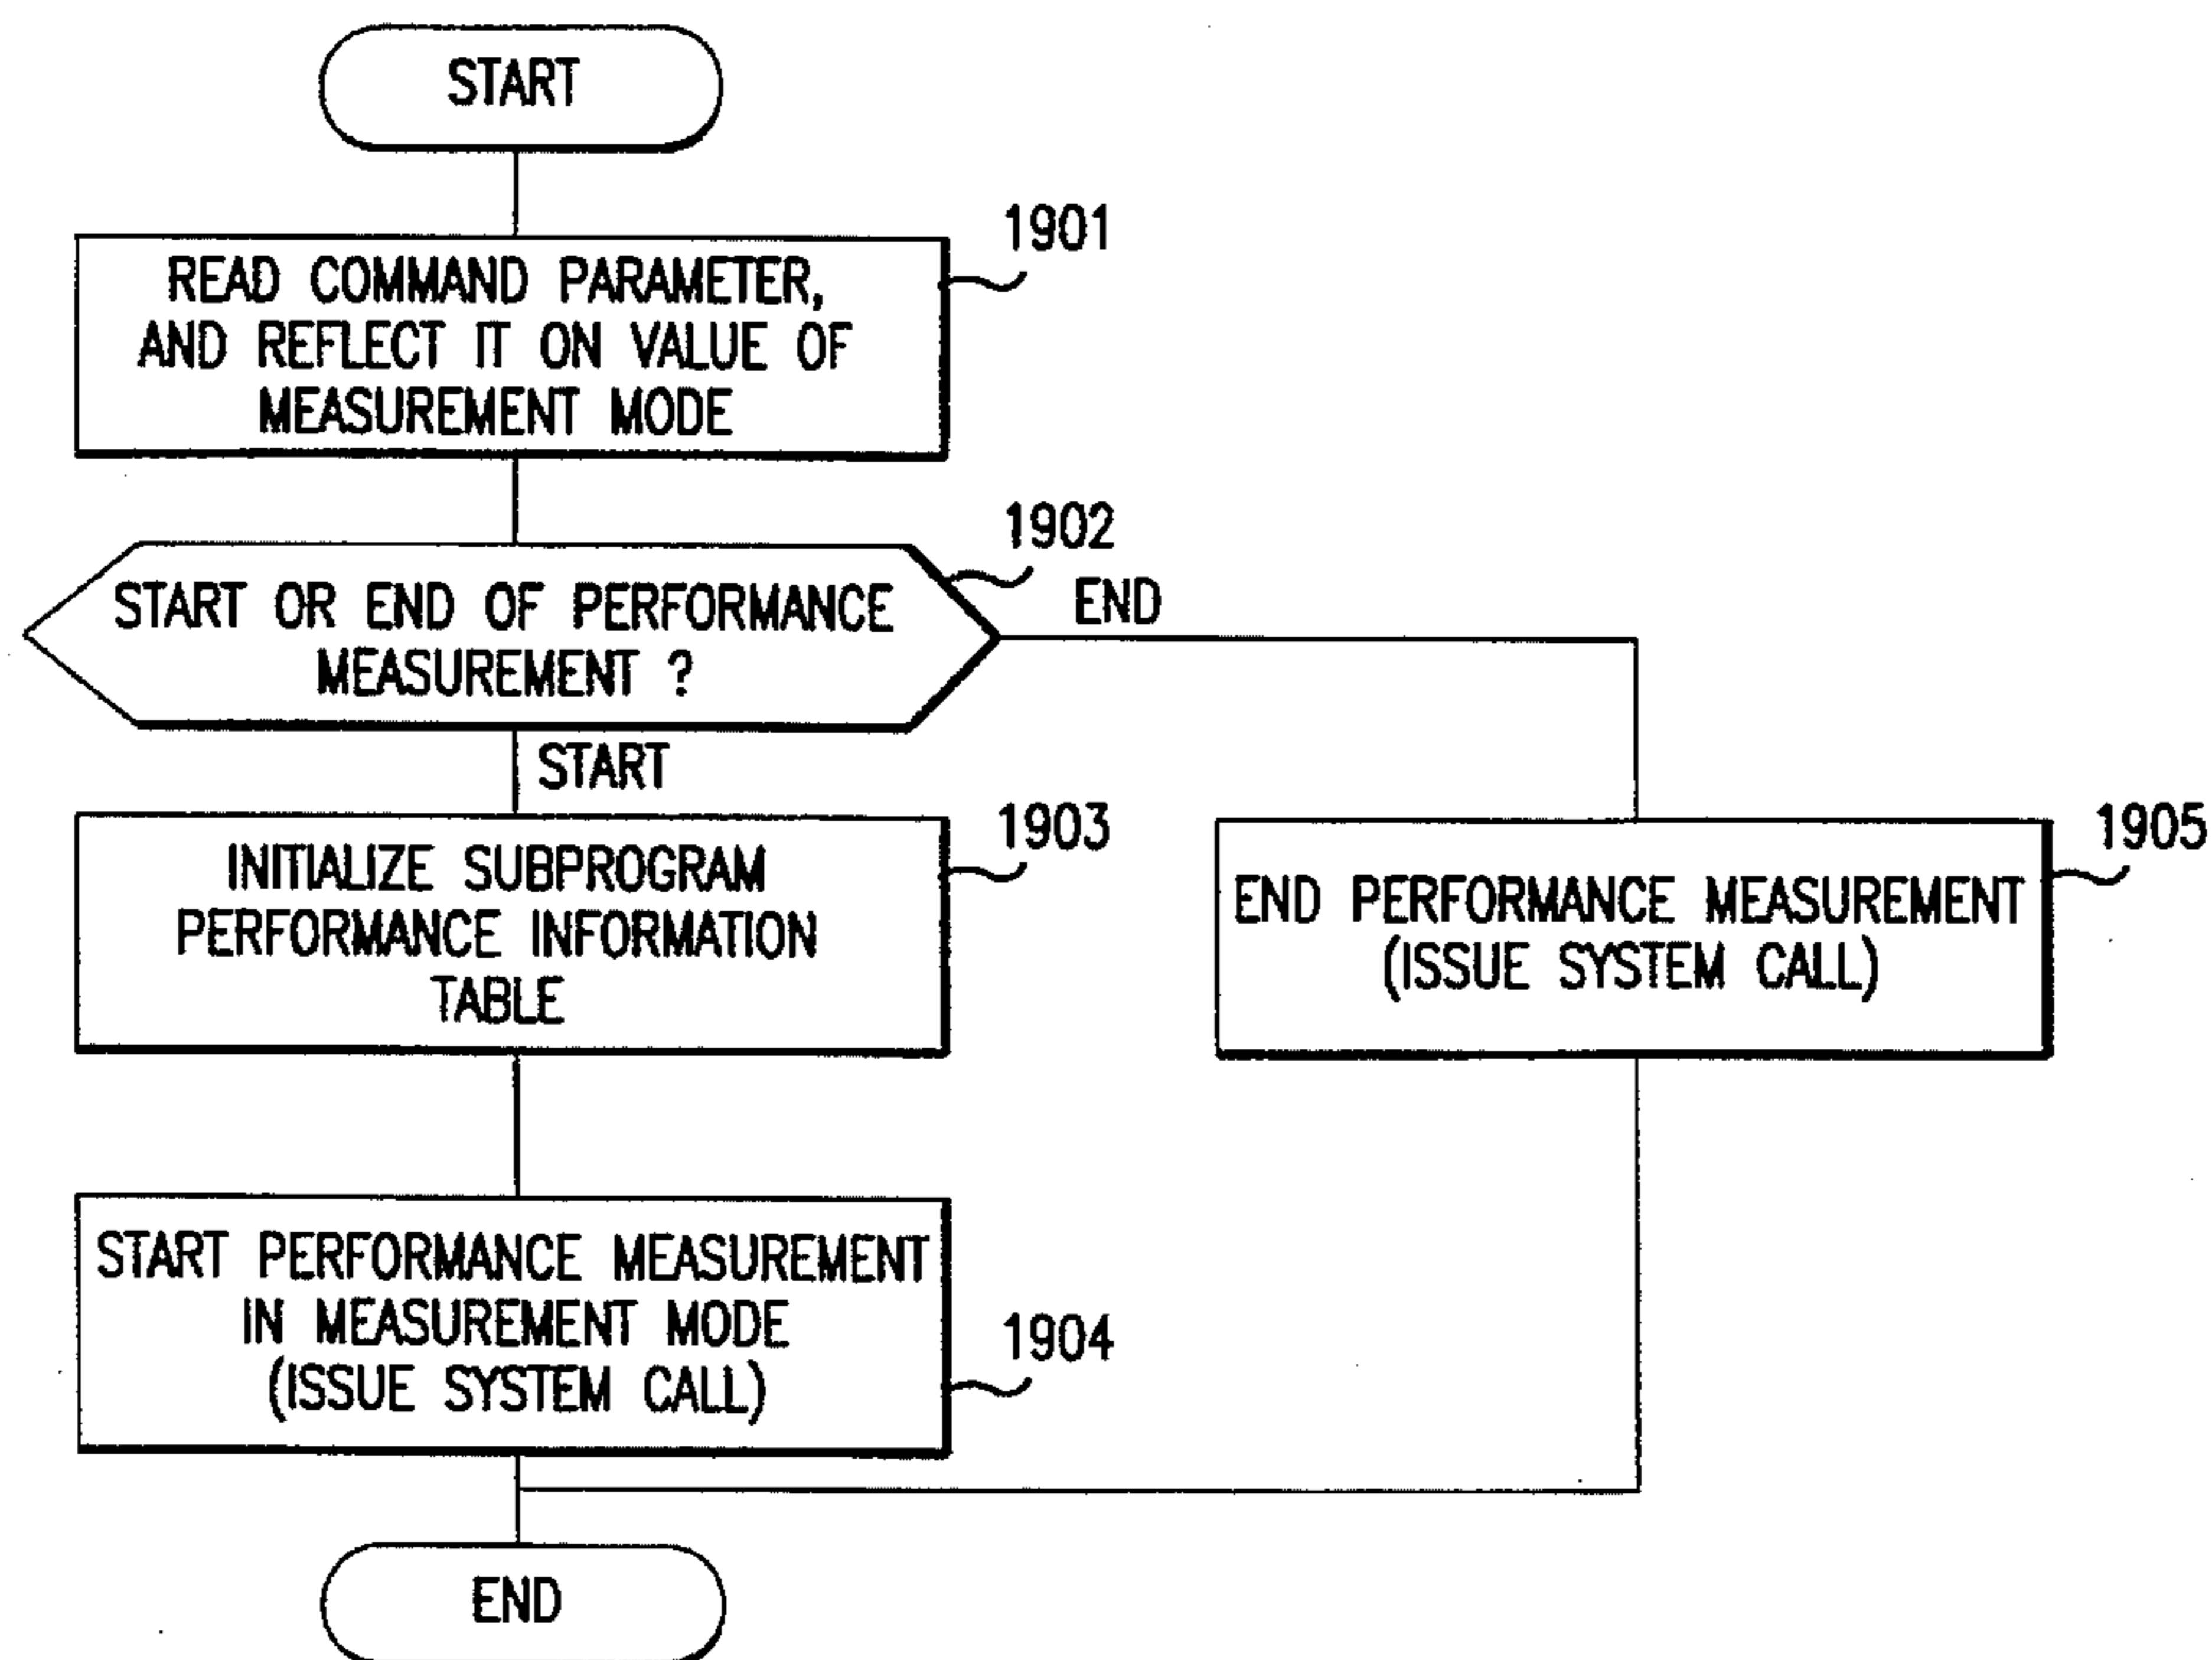 START
1901
READ COMMAND PARAMETER,
AND REFLECT IT ON VALUE OF
MEASUREMENT MODE
1902
START OR END OF PERFORMANCE
MEASUREMENT ?
END
START
1903
INITIALIZE SUBPROGRAM
PERFORMANCE INFORMATION
TABLE
1905
END PERFORMANCE MEASUREMENT
(ISSUE SYSTEM CALL)
START PERFORMANCE MEASUREMENT
IN MEASUREMENT MODE
(ISSUE SYSTEM CALL)
1904
END